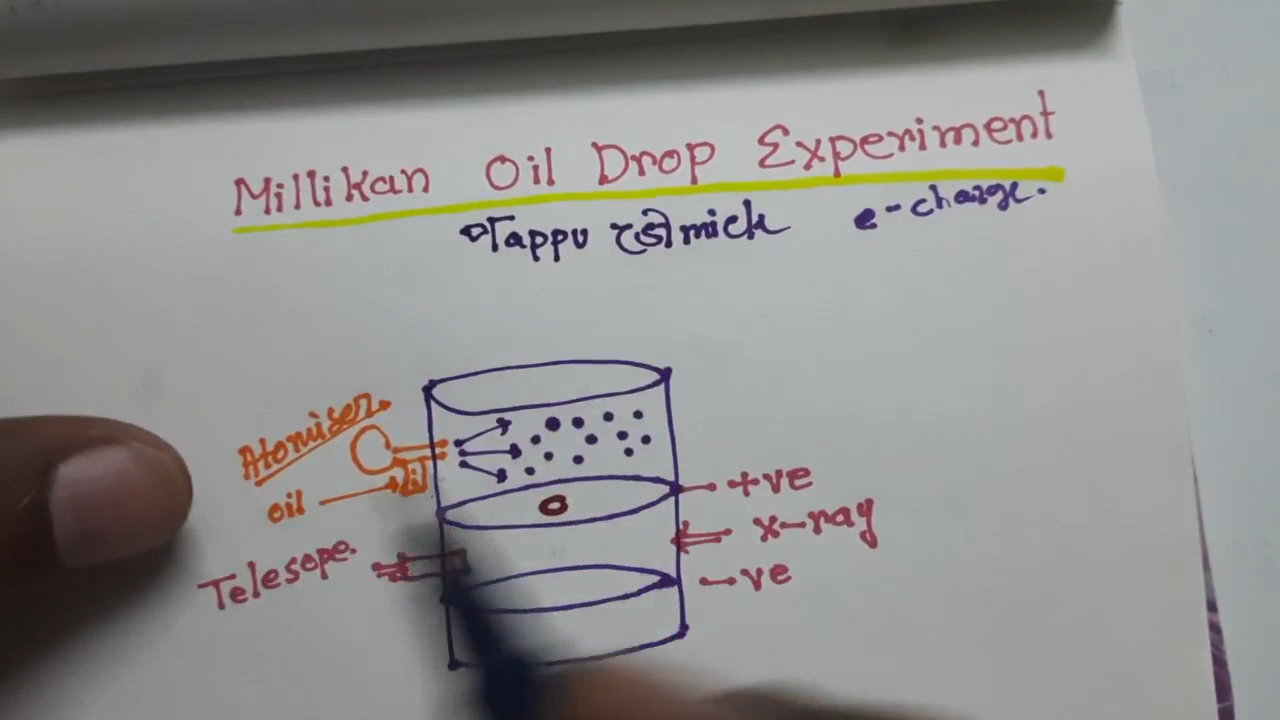 Millikan Oil Drop Experiment
e- charge.
Atomiser
oil
+ve
x-ray
Telesope.
-ve